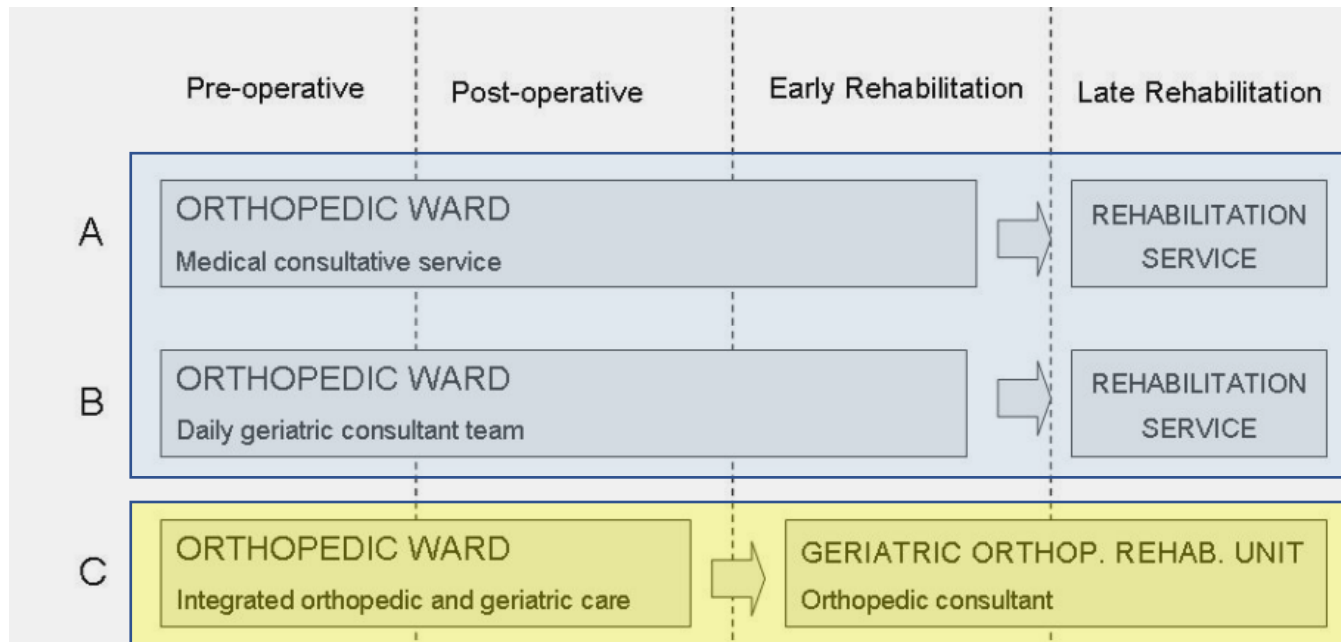 Pre-operative
Post-operative
Early Rehabilitation
Late Rehabilitation
A
ORTHOPEDIC WARD
Medical consultative service
REHABILITATION
SERVICE
B
ORTHOPEDIC WARD
Daily geriatric consultant team
REHABILITATION
SERVICE
C
ORTHOPEDIC WARD
Integrated orthopedic and geriatric care
GERIATRIC ORTHOP. REHAB. UNIT
Orthopedic consultant